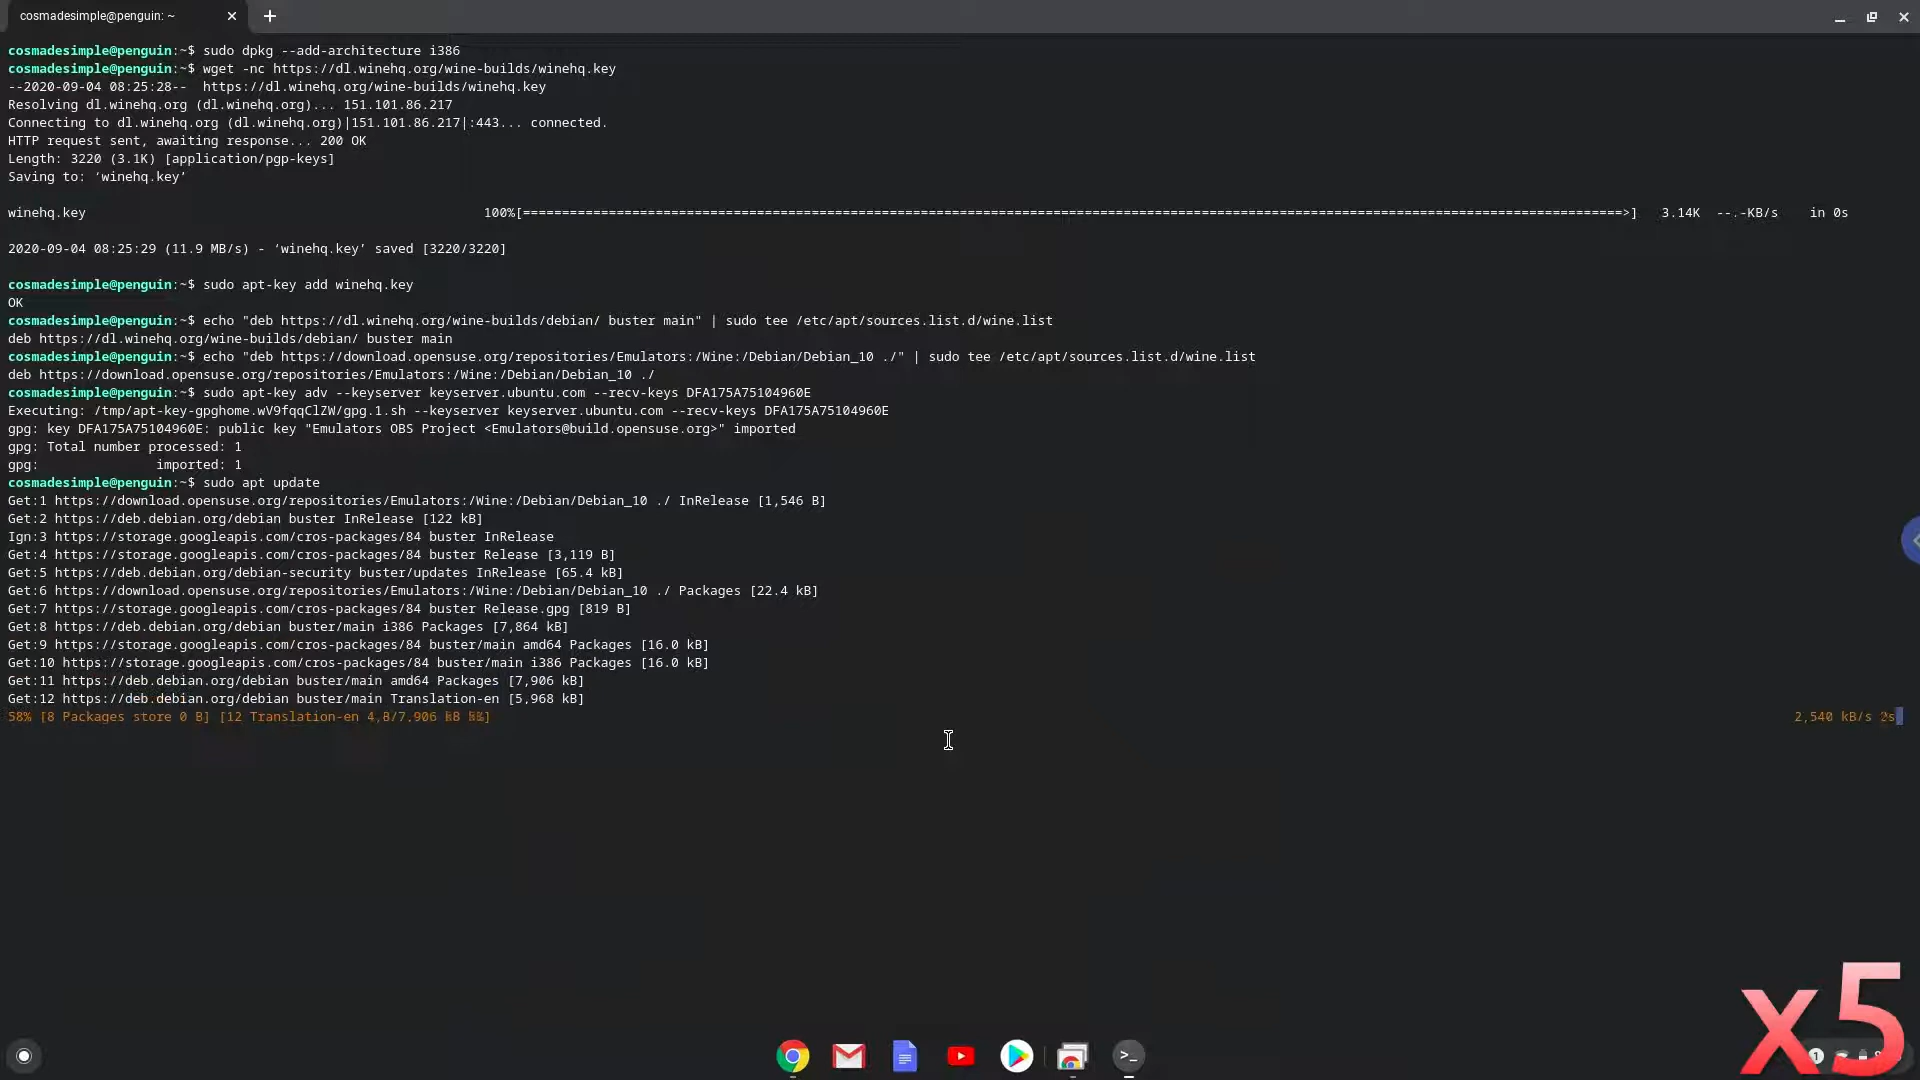 cosmadesimple@penguin: ~
cosmadesimple@penguin:~$ sudo dpkg --add-architecture i386
cosmadesimple@penguin:~$ wget -nc https://dl.winehq.org/wine-builds/winehq.key
--2020-09-04 08:25:28--  https://dl.winehq.org/wine-builds/winehq.key
Resolving dl.winehq.org (dl.winehq.org)... 151.101.86.217
Connecting to dl.winehq.org (dl.winehq.org)|151.101.86.217|:443... connected.
HTTP request sent, awaiting response... 200 OK
Length: 3220 (3.1K) [application/pgp-keys]
Saving to: ‘winehq.key’
winehq.key 100%[=============================================================================================================================================>] 3.14K --.-KB/s in 0s
2020-09-04 08:25:29 (11.9 MB/s) - ‘winehq.key’ saved [3220/3220]
cosmadesimple@penguin:~$ sudo apt-key add winehq.key
OK
cosmadesimple@penguin:~$ echo "deb https://dl.winehq.org/wine-builds/debian/ buster main" | sudo tee /etc/apt/sources.list.d/wine.list
deb https://dl.winehq.org/wine-builds/debian/ buster main
cosmadesimple@penguin:~$ echo "deb https://download.opensuse.org/repositories/Emulators:/Wine:/Debian/Debian_10 ./" | sudo tee /etc/apt/sources.list.d/wine.list
deb https://download.opensuse.org/repositories/Emulators:/Wine:/Debian/Debian_10 ./
cosmadesimple@penguin:~$ sudo apt-key adv --keyserver keyserver.ubuntu.com --recv-keys DFA175A75104960E
Executing: /tmp/apt-key-gpghome.wV9fqqClZW/gpg.1.sh --keyserver keyserver.ubuntu.com --recv-keys DFA175A75104960E
gpg: key DFA175A75104960E: public key "Emulators OBS Project <Emulators@build.opensuse.org>" imported
gpg: Total number processed: 1
gpg:               imported: 1
cosmadesimple@penguin:~$ sudo apt update
Get:1 https://download.opensuse.org/repositories/Emulators:/Wine:/Debian/Debian_10 ./ InRelease [1,546 B]
Get:2 https://deb.debian.org/debian buster InRelease [122 kB]
Ign:3 https://storage.googleapis.com/cros-packages/84 buster InRelease
Get:4 https://storage.googleapis.com/cros-packages/84 buster Release [3,119 B]
Get:5 https://deb.debian.org/debian-security buster/updates InRelease [65.4 kB]
Get:6 https://download.opensuse.org/repositories/Emulators:/Wine:/Debian/Debian_10 ./ Packages [22.4 kB]
Get:7 https://storage.googleapis.com/cros-packages/84 buster Release.gpg [819 B]
Get:8 https://deb.debian.org/debian buster/main i386 Packages [7,864 kB]
Get:9 https://storage.googleapis.com/cros-packages/84 buster/main amd64 Packages [16.0 kB]
Get:10 https://storage.googleapis.com/cros-packages/84 buster/main i386 Packages [16.0 kB]
Get:11 https://deb.debian.org/debian buster/main amd64 Packages [7,906 kB]
Get:12 https://deb.debian.org/debian buster/main Translation-en [5,968 kB]
58% [8 Packages store 0 B] [12 Translation-en 2,540 kB/s
x5
1